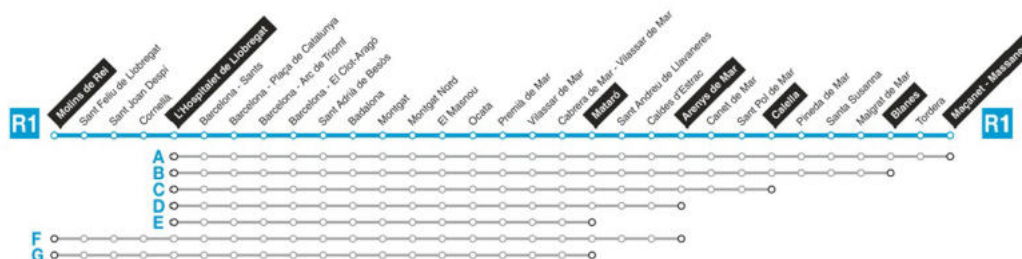 R1
Molins de Rei
Sant Feliu de Llobregat
Sant Joan Despí
Cornellà
L'Hospitalet de Llobregat
Barcelona - Sants
Barcelona - Plaça de Catalunya
Barcelona - Arc de Triomf
Barcelona - El Clot-Aragó
Sant Adrià de Besòs
Badalona
Montgat
Montgat Nord
El Masnou
Ocata
Premià de Mar
Vilassar de Mar
Cabrera de Mar - Vilassar de Mar
Mataró
Sant Andreu de Llavaneres
Caldes d'Estrac
Arenys de Mar
Canet de Mar
Sant Pol de Mar
Calella
Pineda de Mar
Santa Susanna
Malgrat de Mar
Blanes
Tordera
Maçanet - Massanes
R1
A
B
C
D
E
F
G